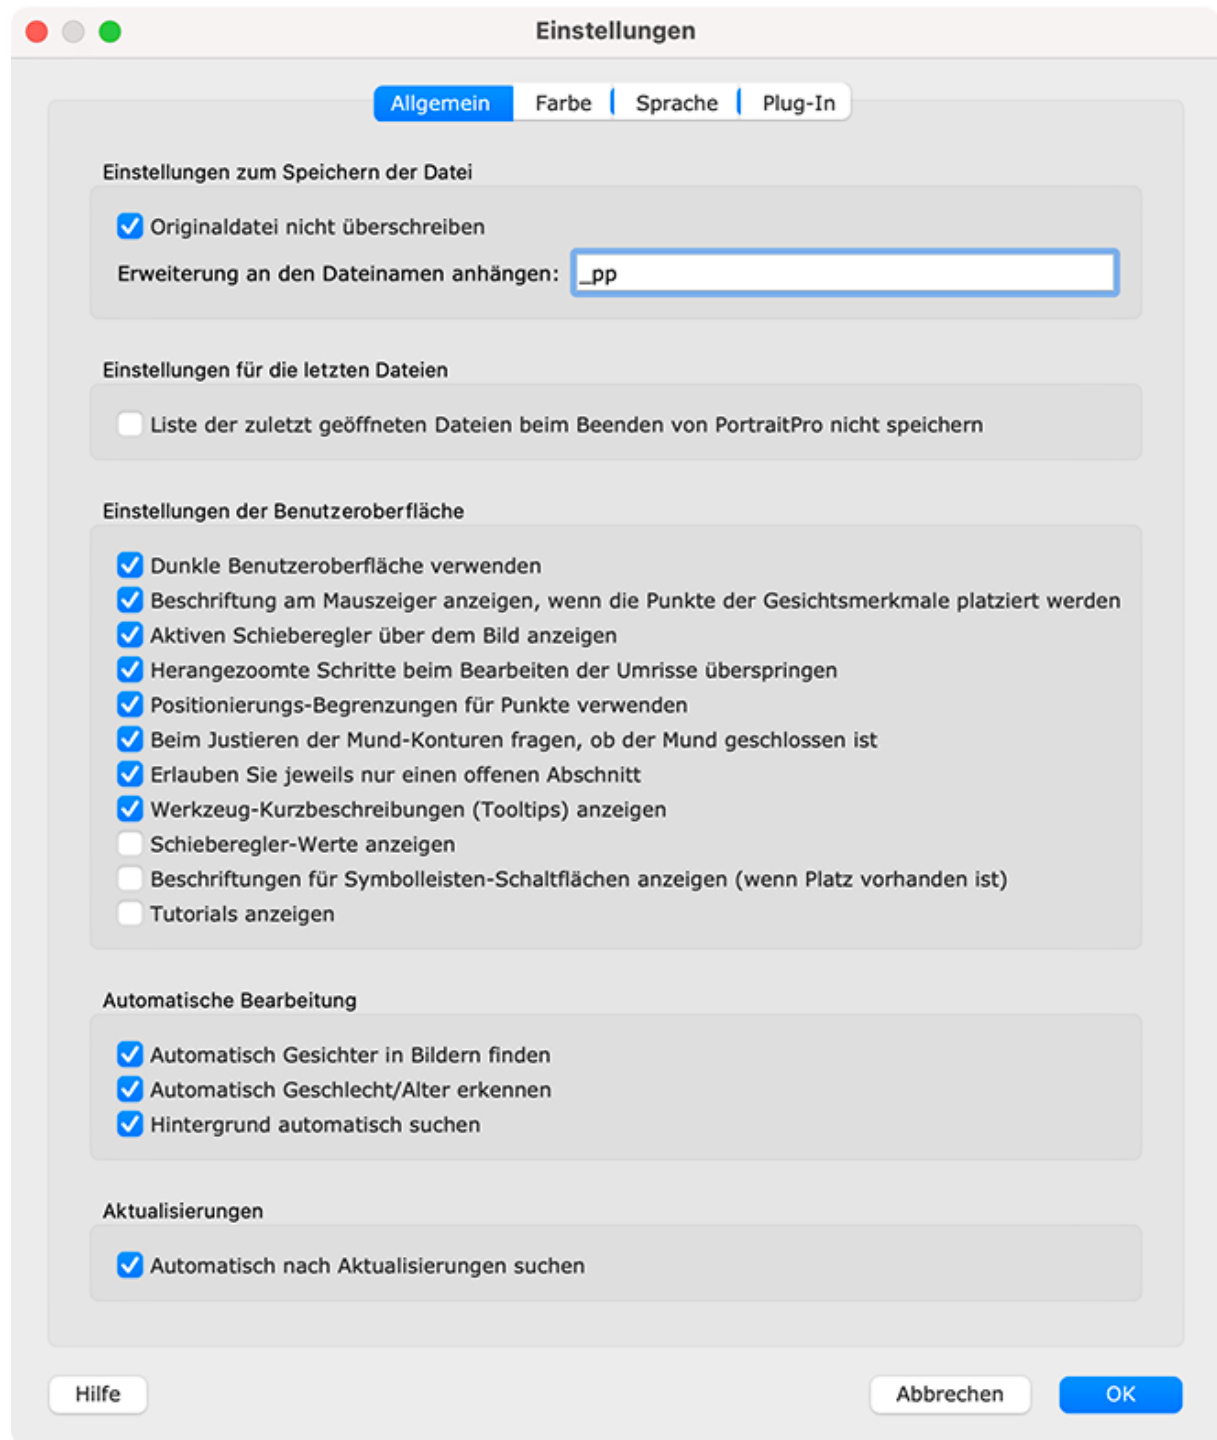 Einstellungen
Allgemein Farbe Sprache Plug-In
Einstellungen zum Speichern der Datei
Originaldatei nicht überschreiben
Erweiterung an den Dateinamen anhängen: _pp
Einstellungen für die letzten Dateien
Liste der zuletzt geöffneten Dateien beim Beenden von PortraitPro nicht speichern
Einstellungen der Benutzeroberfläche
Dunkle Benutzeroberfläche verwenden
Beschriftung am Mauszeiger anzeigen, wenn die Punkte der Gesichtsmerkmale platziert werden
Aktiven Schieberegler über dem Bild anzeigen
Herangezoomte Schritte beim Bearbeiten der Umrisse überspringen
Positionierungs-Begrenzungen für Punkte verwenden
Beim Justieren der Mund-Konturen fragen, ob der Mund geschlossen ist
Erlauben Sie jeweils nur einen offenen Abschnitt
Werkzeug-Kurzbeschreibungen (Tooltips) anzeigen
Schieberegler-Werte anzeigen
Beschriftungen für Symbolleisten-Schaltflächen anzeigen (wenn Platz vorhanden ist)
Tutorials anzeigen
Automatische Bearbeitung
Automatisch Gesichter in Bildern finden
Automatisch Geschlecht/Alter erkennen
Hintergrund automatisch suchen
Aktualisierungen
Automatisch nach Aktualisierungen suchen
Hilfe Abbrechen OK